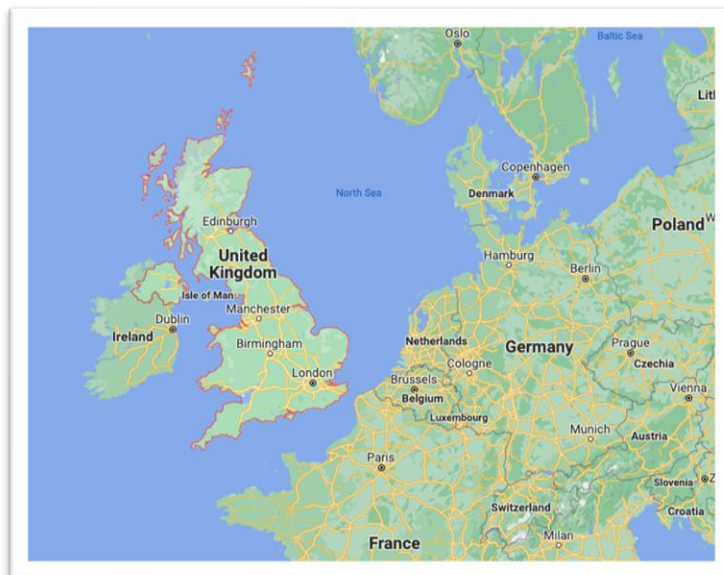 Oslo
Baltic Sea
Lit
Copenhagen
North Sea
Denmark
Edinburgh
Poland
W
United
Kingdom
Hamburg
Berlin
Isle of Man
Manchester
Dublin
Ireland
Birmingham
Netherlands
Germany
Prague
Cologne
Czechia
London
Brussels
Belgium
Vienna
Luxembourg
Munich
Austria
Paris
Slovenia
Z
Switzerland
Croatia
France
Milan